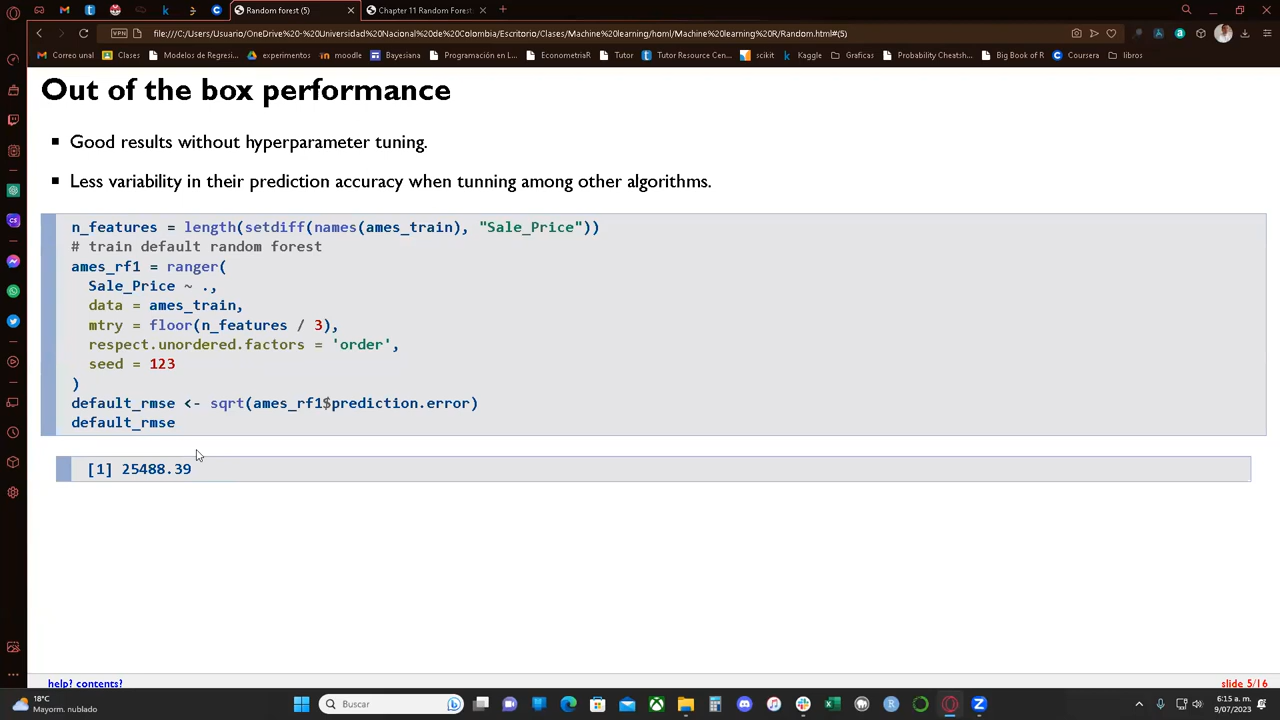 Random forest (5)
Chapter 11 Random Forest
VPN
file:///C:/Users/Usuario/OneDrive%20-%20Universidad%20Nacional%20de%20Colombia/Escritorio/Clases/Machine%20learning/homl/Machine%20learning%20R/Random.html#(5)
Correo unal
Clases
Modelos de Regresi...
experimentos
moodle
Bayesiana
Programación en L...
EconometriaR
Tutor
Tutor Resource Cen...
scikit
Kaggle
Graficas
Probability Cheatsh...
Big Book of R
Coursera
libros
Out of the box performance
Good results without hyperparameter tuning.
Less variability in their prediction accuracy when tunning among other algorithms.
n_features = length(setdiff(names(ames_train), "Sale_Price"))
# train default random forest
ames_rf1 = ranger(
Sale_Price ~ .,
data = ames_train,
mtry = floor(n_features / 3),
respect.unordered.factors = 'order',
seed = 123
)
default_rmse <- sqrt(ames_rf1$prediction.error)
default_rmse
[1] 25488.39
help? contents?
slide 5/16
18°C
Mayorm. nublado
Buscar
6:15 a. m.
9/07/2023